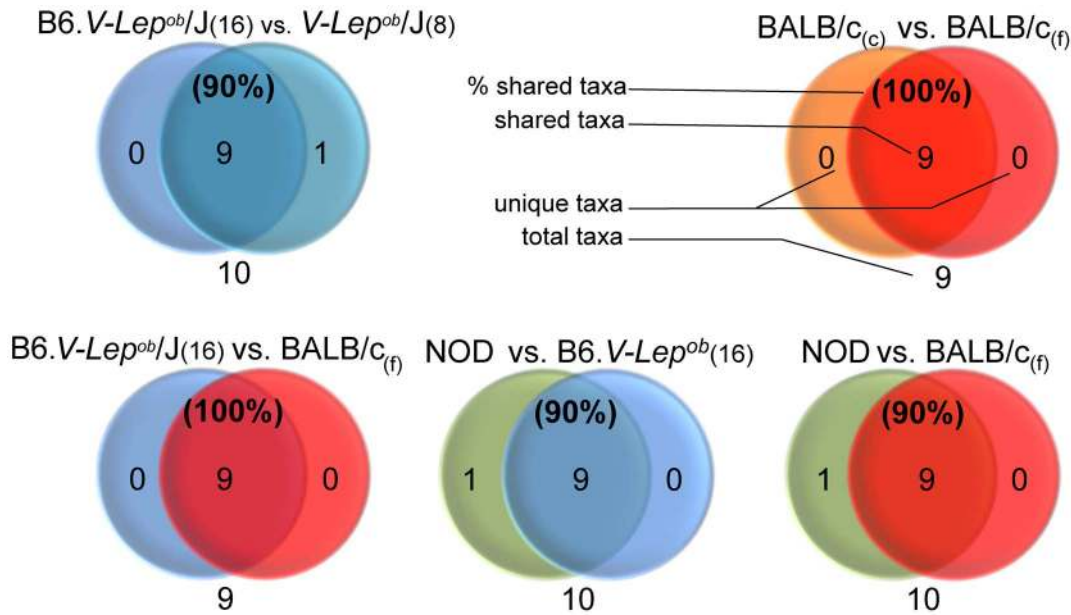 B6.V-Lepᵒᵇ/J(16) vs. V-Lepᵒᵇ/J(8)
(90%)
0 9 1
10
BALB/c(c) vs. BALB/c(f)
% shared taxa
(100%)
shared taxa
0 9 0
unique taxa
total taxa
9
B6.V-Lepᵒᵇ/J(16) vs. BALB/c(f)
(100%)
0 9 0
9
NOD vs. B6.V-Lepᵒᵇ(16)
(90%)
1 9 0
10
NOD vs. BALB/c(f)
(90%)
1 9 0
10